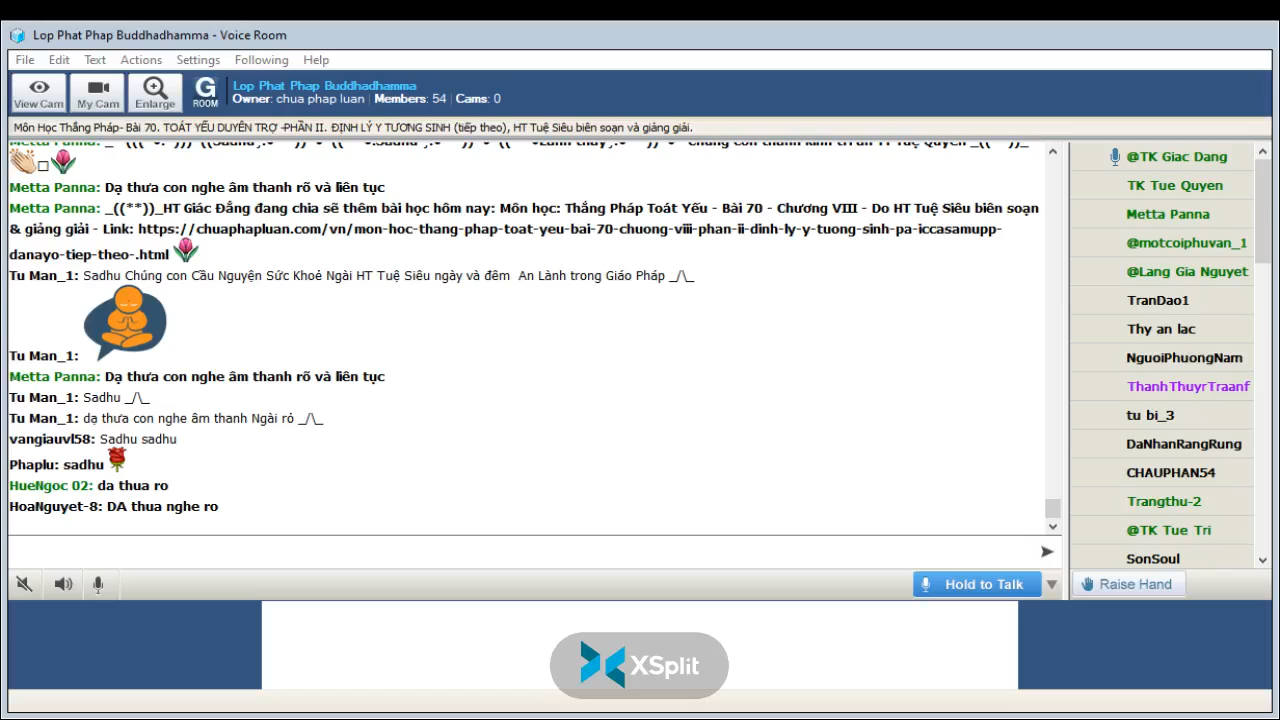 Lop Phat Phap Buddhadhamma - Voice Room
File Edit Text Actions Settings Following Help
View Cam My Cam Enlarge G ROOM
Lop Phat Phap Buddhadhamma
Owner: chua phap luan | Members: 54 | Cams: 0
Môn Học Thắng Pháp- Bài 70. TOÁT YẾU DUYÊN TRỢ -PHẦN II. ĐỊNH LÝ Y TƯƠNG SINH (tiếp theo), HT Tuệ Siêu biên soạn và giảng giải.
Metta Panna: Dạ thưa con nghe âm thanh rõ và liên tục
Metta Panna: _((**))_HT Giác Đẳng đang chia sẽ thêm bài học hôm nay: Môn học: Thắng Pháp Toát Yếu - Bài 70 - Chương VIII - Do HT Tuệ Siêu biên soạn
& giảng giải - Link: https://chuaphapluan.com/vn/mon-hoc-thang-phap-toat-yeu-bai-70-chuong-viii-phan-ii-dinh-ly-y-tuong-sinh-pa-iccasamupp-
danayo-tiep-theo-.html
Tu Man_1: Sadhu Chúng con Cầu Nguyện Sức Khoẻ Ngài HT Tuệ Siêu ngày và đêm An Lành trong Giáo Pháp _/\_
Tu Man_1:
Metta Panna: Dạ thưa con nghe âm thanh rõ và liên tục
Tu Man_1: Sadhu _/\_
Tu Man_1: dạ thưa con nghe âm thanh Ngài rỏ _/\_
vangiauvl58: Sadhu sadhu
Phaplu: sadhu
HueNgoc 02: da thua ro
HoaNguyet-8: DA thua nghe ro
@TK Giac Dang
TK Tue Quyen
Metta Panna
@motcoiphuvan_1
@Lang Gia Nguyet
TranDao1
Thy an lac
NguoiPhuongNam
ThanhThuyrTraanf
tu bi_3
DaNhanRangRung
CHAUPHAN54
Trangthu-2
@TK Tue Tri
SonSoul
Hold to Talk
Raise Hand
XSplit